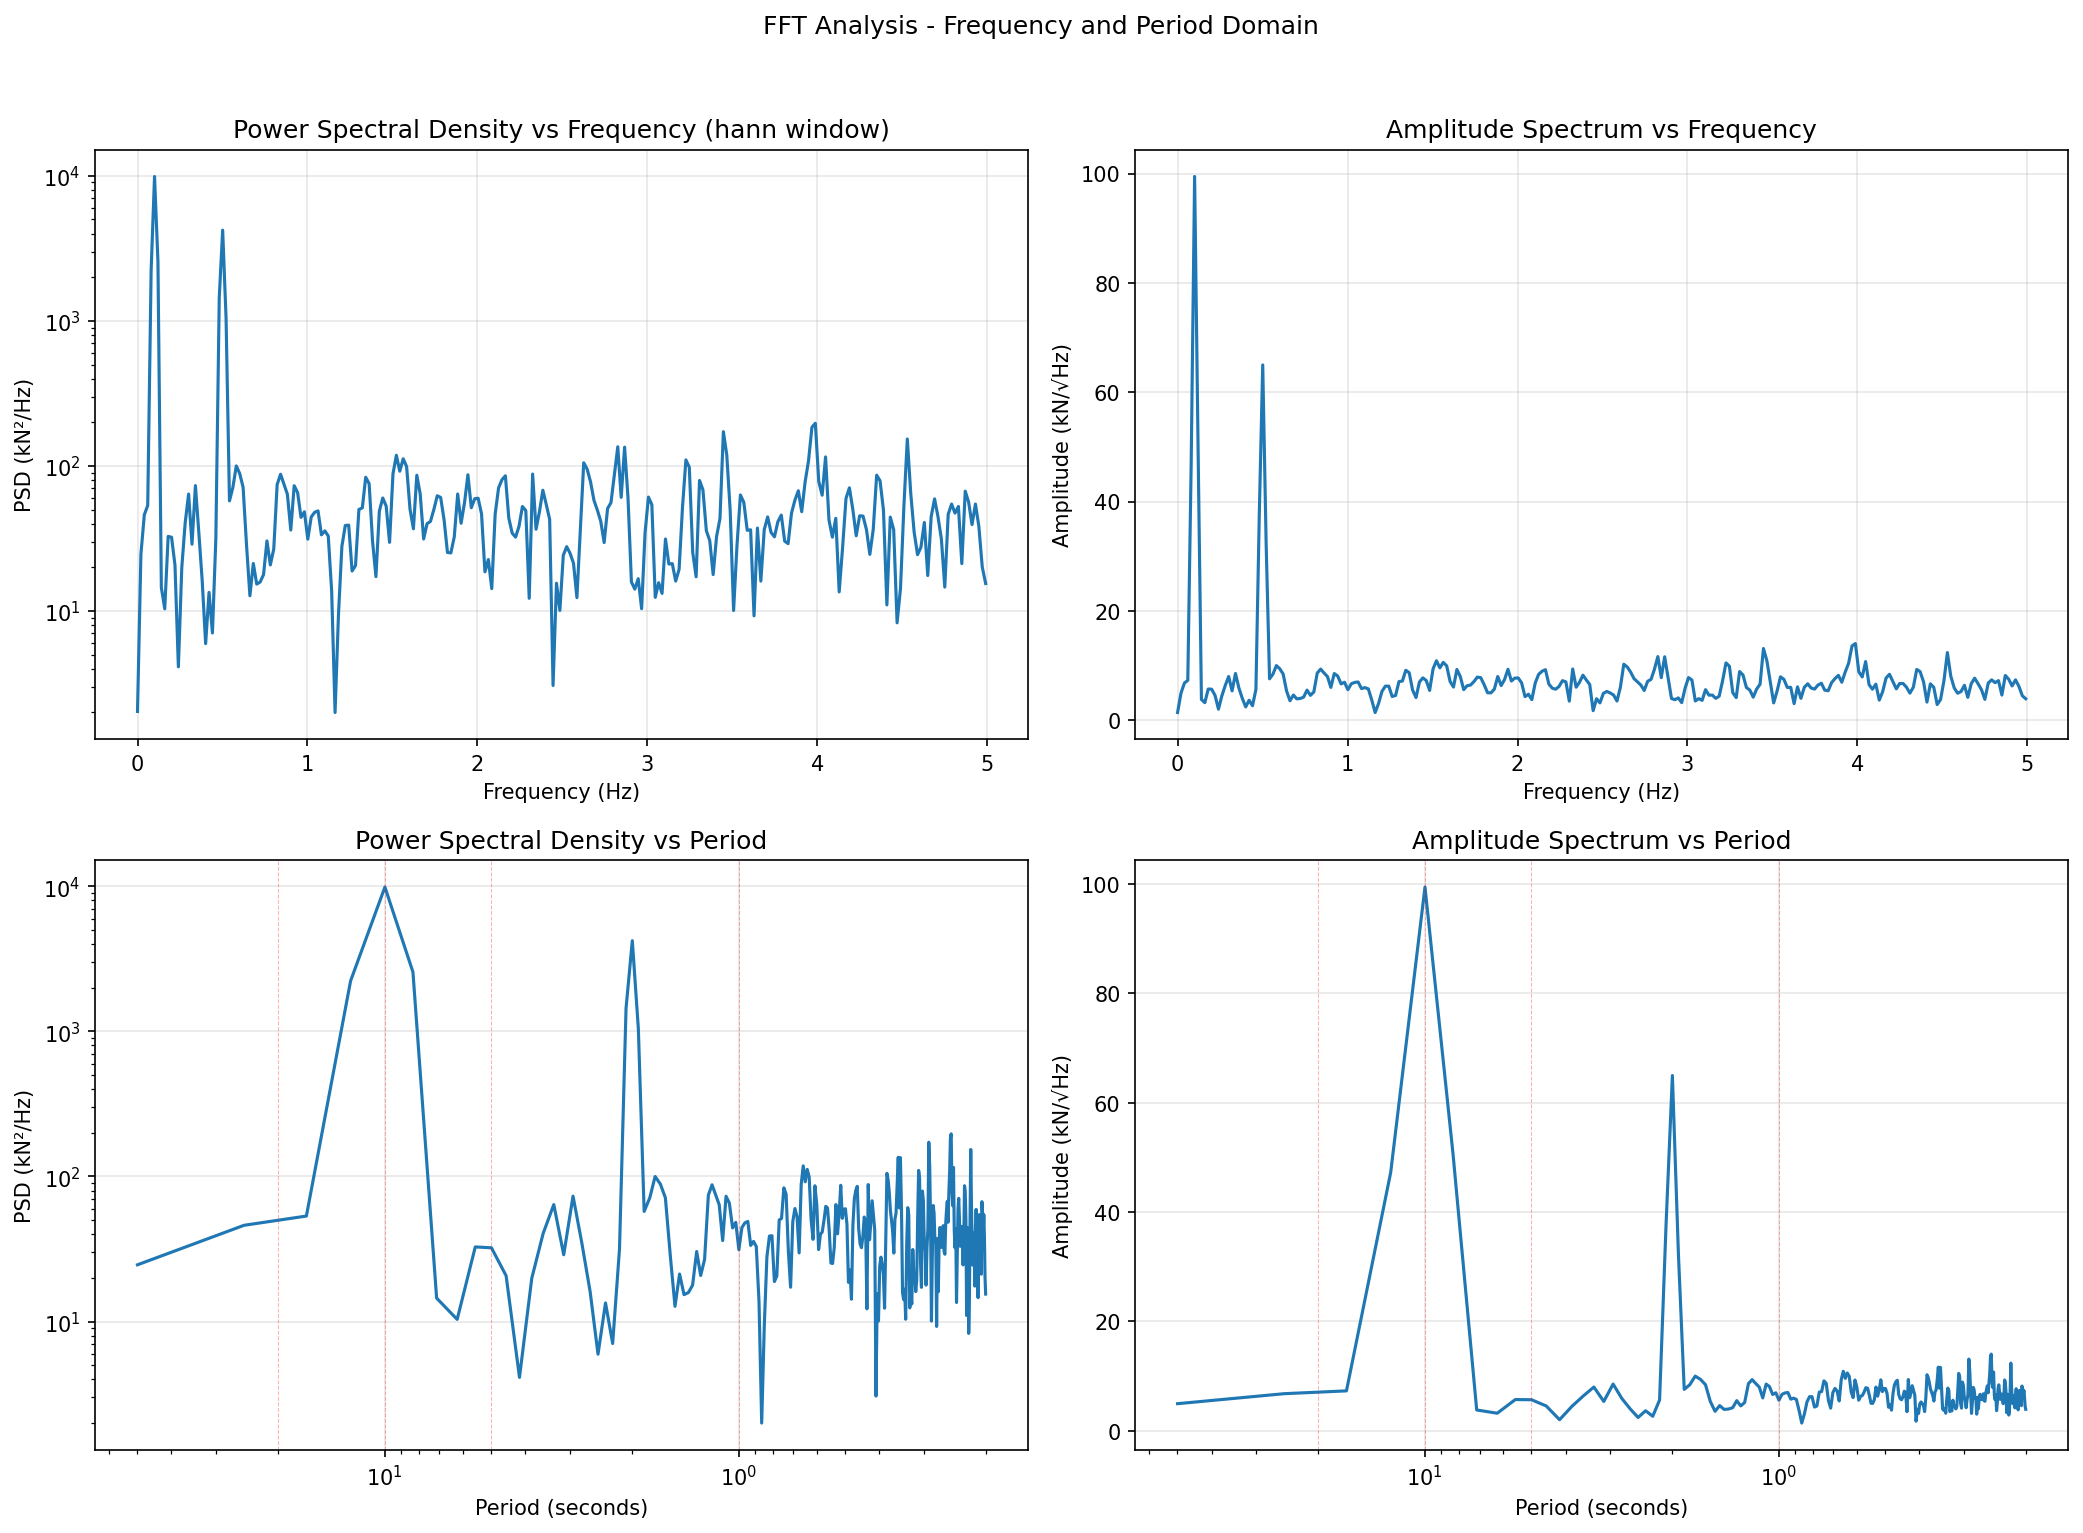 FFT Analysis - Frequency and Period Domain
Power Spectral Density vs Frequency (hann window)
PSD (kN²/Hz)
10⁴
10³
10²
10¹
0 1 2 3 4 5
Frequency (Hz)
Amplitude Spectrum vs Frequency
Amplitude (kN/√Hz)
100
80
60
40
20
0
0 1 2 3 4 5
Frequency (Hz)
Power Spectral Density vs Period
PSD (kN²/Hz)
10⁴
10³
10²
10¹
10¹ 10⁰
Period (seconds)
Amplitude Spectrum vs Period
Amplitude (kN/√Hz)
100
80
60
40
20
0
10¹ 10⁰
Period (seconds)